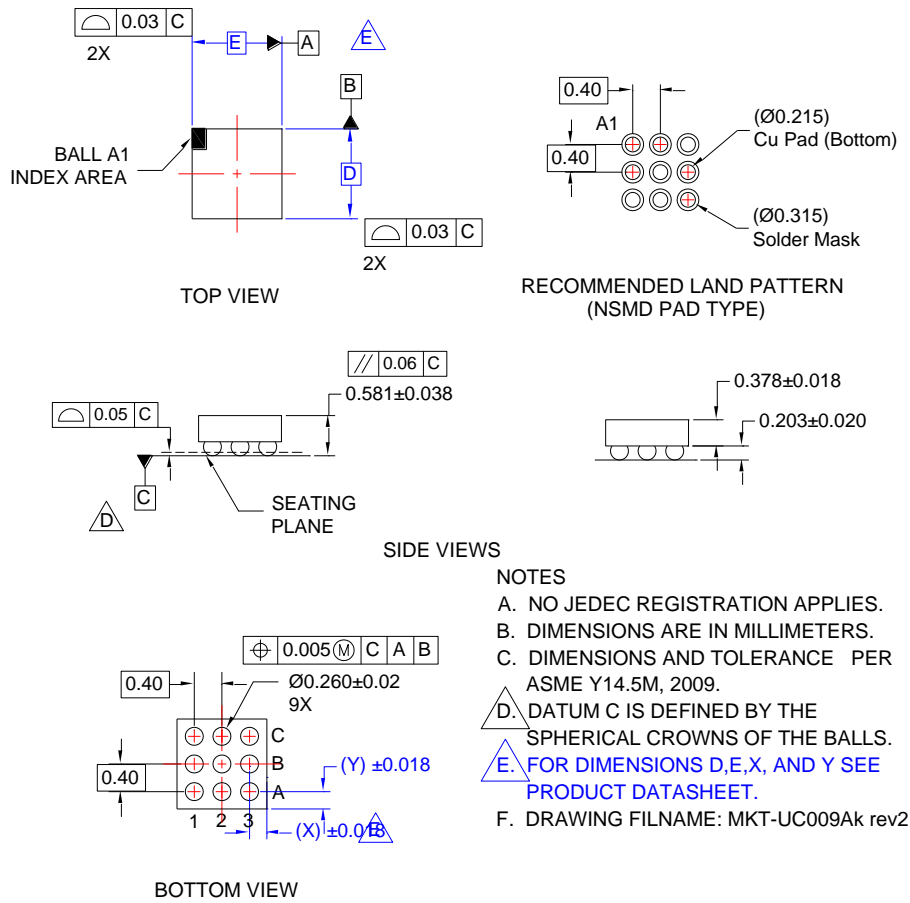 0.03 C
2X
E
A
E
B
BALL A1
INDEX AREA
D
0.03 C
2X
TOP VIEW
0.40
A1
0.40
(Ø0.215)
Cu Pad (Bottom)
(Ø0.315)
Solder Mask
RECOMMENDED LAND PATTERN
(NSMD PAD TYPE)
// 0.06 C
0.581±0.038
0.05 C
C
D
SEATING
PLANE
0.378±0.018
0.203±0.020
SIDE VIEWS
0.005 Ⓜ C A B
0.40
Ø0.260±0.02
9X
C
B
A
0.40
1 2 3
(Y) ±0.018
(X) ±0.018
E
BOTTOM VIEW
NOTES
A. NO JEDEC REGISTRATION APPLIES.
B. DIMENSIONS ARE IN MILLIMETERS.
C. DIMENSIONS AND TOLERANCE PER
ASME Y14.5M, 2009.
D. DATUM C IS DEFINED BY THE
SPHERICAL CROWNS OF THE BALLS.
E. FOR DIMENSIONS D,E,X, AND Y SEE
PRODUCT DATASHEET.
F. DRAWING FILNAME: MKT-UC009Ak rev2